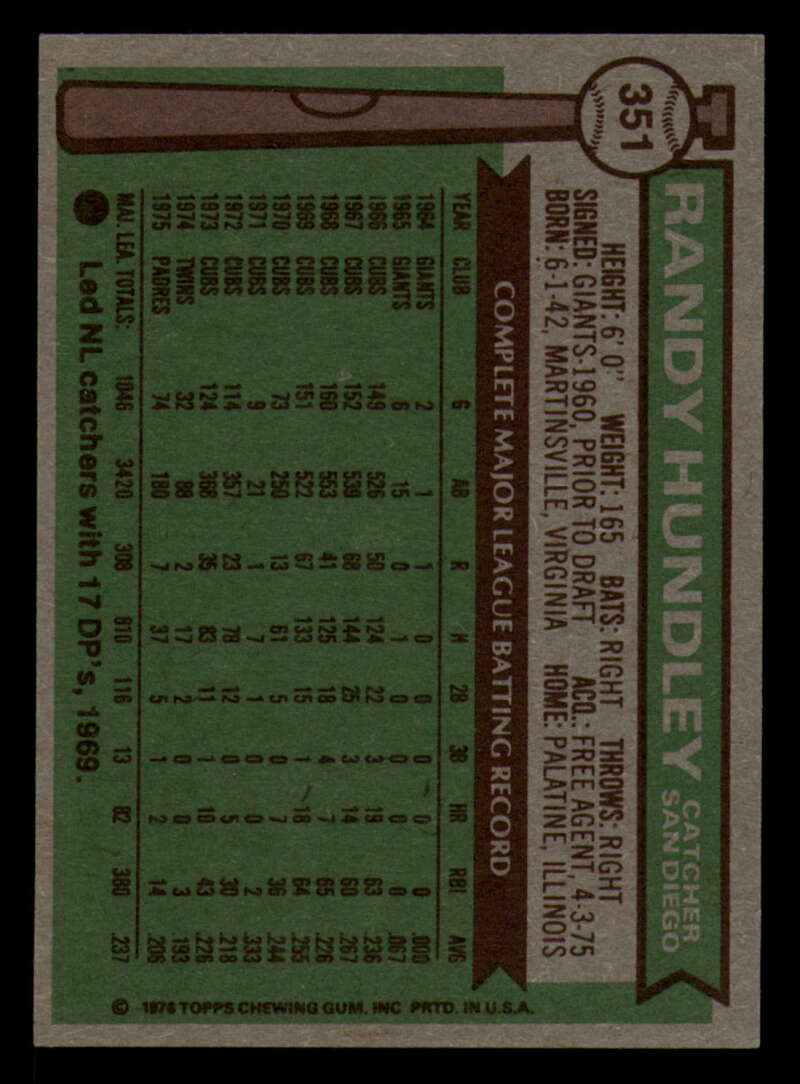 351
RANDY HUNDLEY CATCHER SAN DIEGO
HEIGHT: 6' 0" WEIGHT: 165 BATS: RIGHT THROWS: RIGHT
SIGNED: GIANTS-1960, PRIOR TO DRAFT ACQ.: FREE AGENT, 4-3-75
BORN: 6-1-42, MARTINSVILLE, VIRGINIA HOME: PALATINE, ILLINOIS
COMPLETE MAJOR LEAGUE BATTING RECORD
YEAR CLUB G AB R H 2B 3B HR RBI AVG
1964 GIANTS 2 1 1 0 0 0 0 0 .000
1965 GIANTS 6 15 0 1 0 0 0 0 .067
1966 CUBS 149 526 50 124 22 3 19 63 .236
1967 CUBS 152 539 68 144 25 3 14 60 .267
1968 CUBS 160 553 41 125 18 4 7 65 .226
1969 CUBS 151 522 67 133 15 1 18 64 .255
1970 CUBS 73 250 13 61 5 0 7 36 .244
1971 CUBS 9 21 1 7 1 0 0 2 .333
1972 CUBS 114 357 23 78 12 0 5 30 .218
1973 CUBS 124 368 35 83 11 1 10 43 .226
1974 TWINS 32 88 2 17 2 0 0 3 .193
1975 PADRES 74 180 7 37 5 1 2 14 .206
MAJ. LEA. TOTALS: 1046 3420 308 810 116 13 82 380 .237
Led NL catchers with 17 DP's, 1969.
© 1976 TOPPS CHEWING GUM, INC PRTD. IN U.S.A.